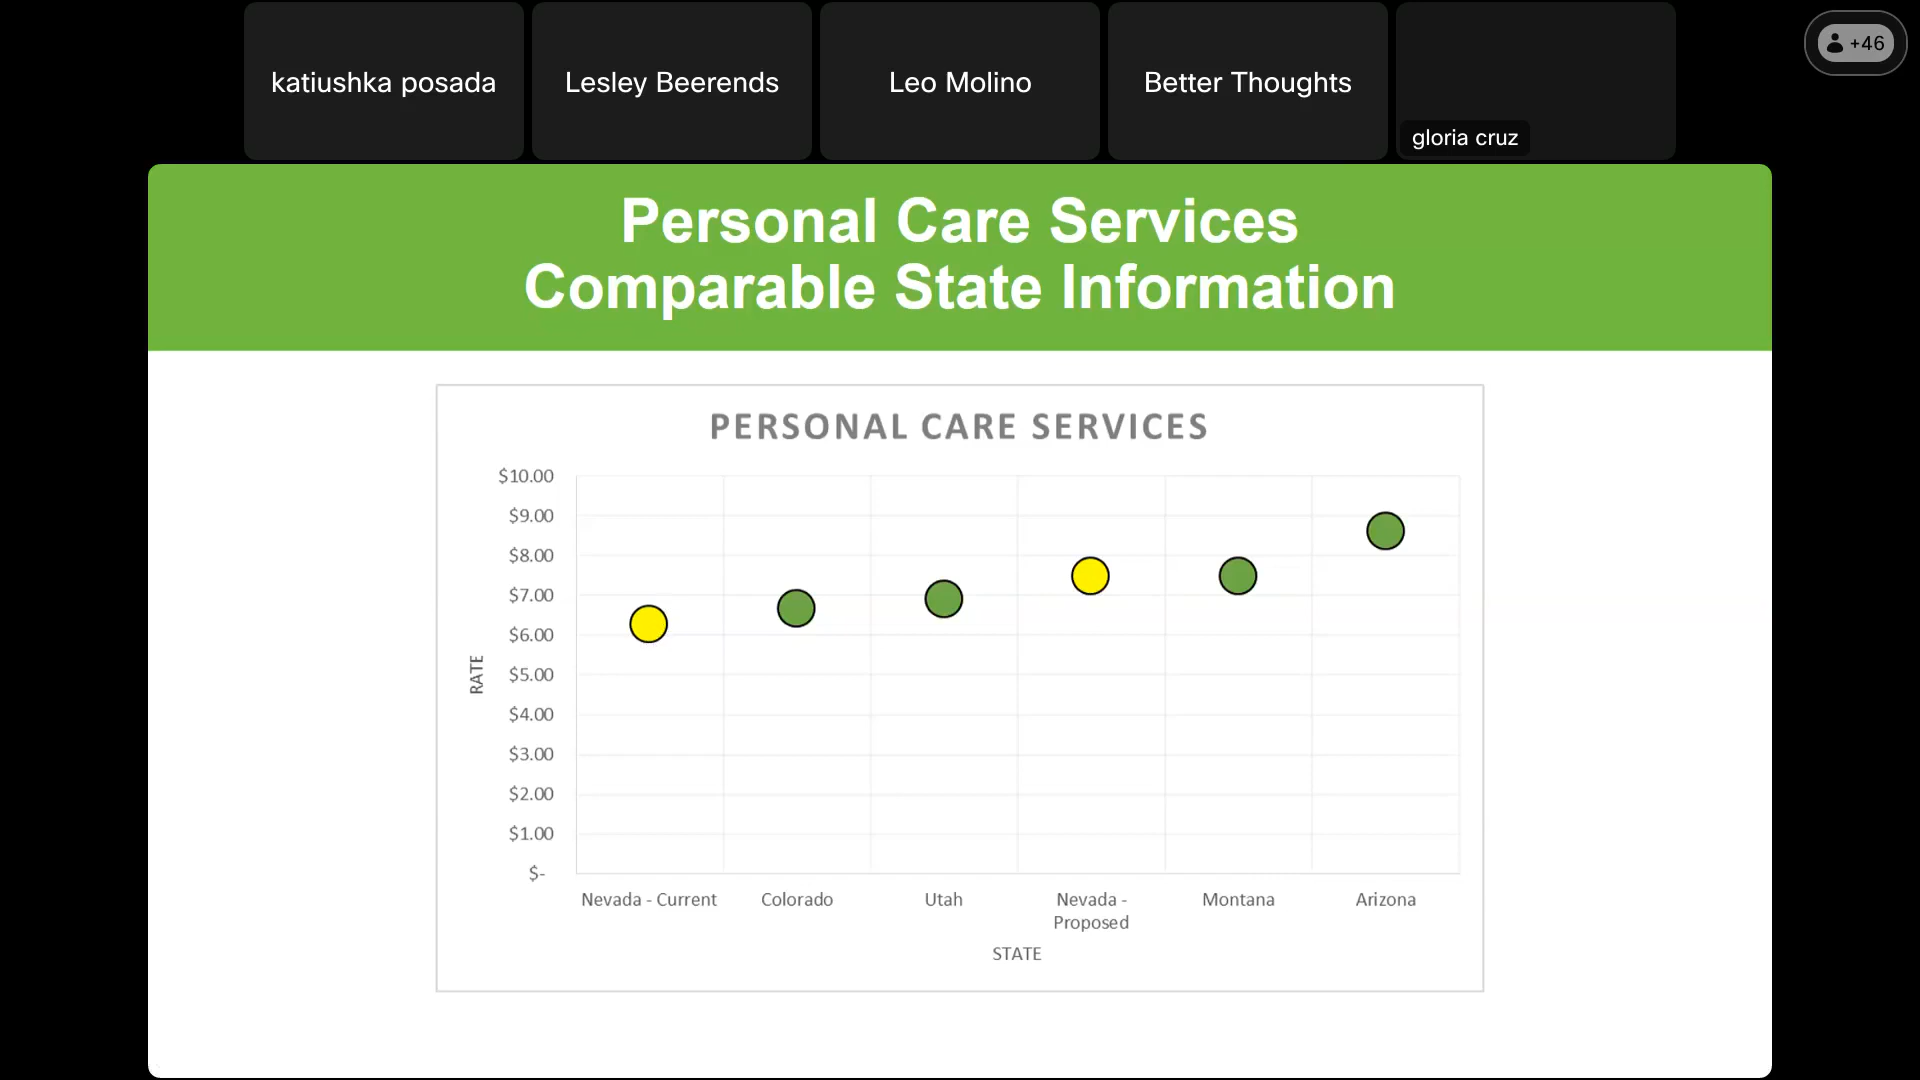 katiushka posada
Lesley Beerends
Leo Molino
Better Thoughts
gloria cruz
+46
Personal Care Services
Comparable State Information
PERSONAL CARE SERVICES
$10.00
$9.00
$8.00
$7.00
$6.00
$5.00
$4.00
$3.00
$2.00
$1.00
$-
RATE
Nevada - Current
Colorado
Utah
Nevada -
Proposed
Montana
Arizona
STATE